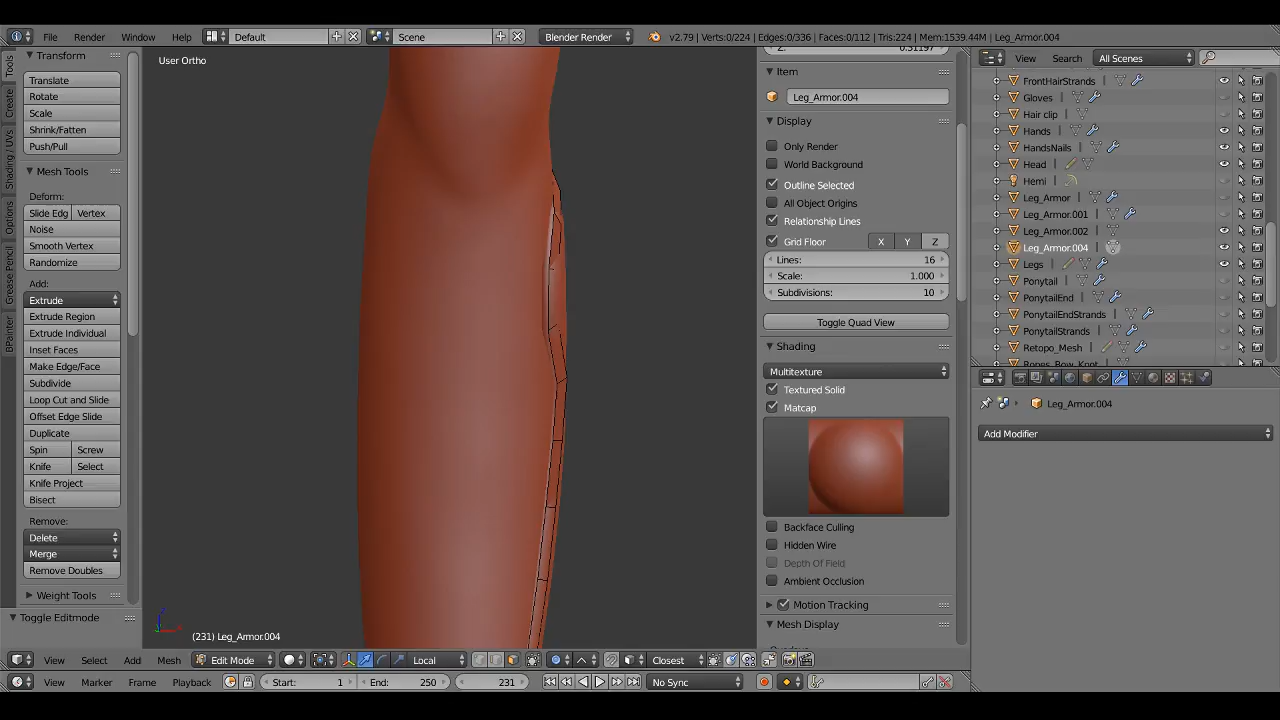 File Render Window Help Default Scene Blender Render v2.79 | Verts:0/224 | Edges:0/336 | Faces:0/112 | Tris:224 | Mem:1539.44M | Leg_Armor.004
Tools
Create
Shading / UVs
Options
Grease Pencil
BPainter
Transform
Translate
Rotate
Scale
Shrink/Fatten
Push/Pull
Mesh Tools
Deform:
Slide Edg Vertex
Noise
Smooth Vertex
Randomize
Add:
Extrude
Extrude Region
Extrude Individual
Inset Faces
Make Edge/Face
Subdivide
Loop Cut and Slide
Offset Edge Slide
Duplicate
Spin Screw
Knife Select
Knife Project
Bisect
Remove:
Delete
Merge
Remove Doubles
Weight Tools
Toggle Editmode
User Ortho
(231) Leg_Armor.004
Z: 0.31197
Item
Leg_Armor.004
Display
Only Render
World Background
Outline Selected
All Object Origins
Relationship Lines
Grid Floor X Y Z
Lines: 16
Scale: 1.000
Subdivisions: 10
Toggle Quad View
Shading
Multitexture
Textured Solid
Matcap
Backface Culling
Hidden Wire
Depth Of Field
Ambient Occlusion
Motion Tracking
Mesh Display
View Search All Scenes
FrontHairStrands
Gloves
Hair clip
Hands
HandsNails
Head
Hemi
Leg_Armor
Leg_Armor.001
Leg_Armor.002
Leg_Armor.004
Legs
Ponytail
PonytailEnd
PonytailEndStrands
PonytailStrands
Retopo_Mesh
Ropes_Bow_Knot
Leg_Armor.004
Add Modifier
View Select Add Mesh Edit Mode Local Closest
View Marker Frame Playback Start: 1 End: 250 231 No Sync